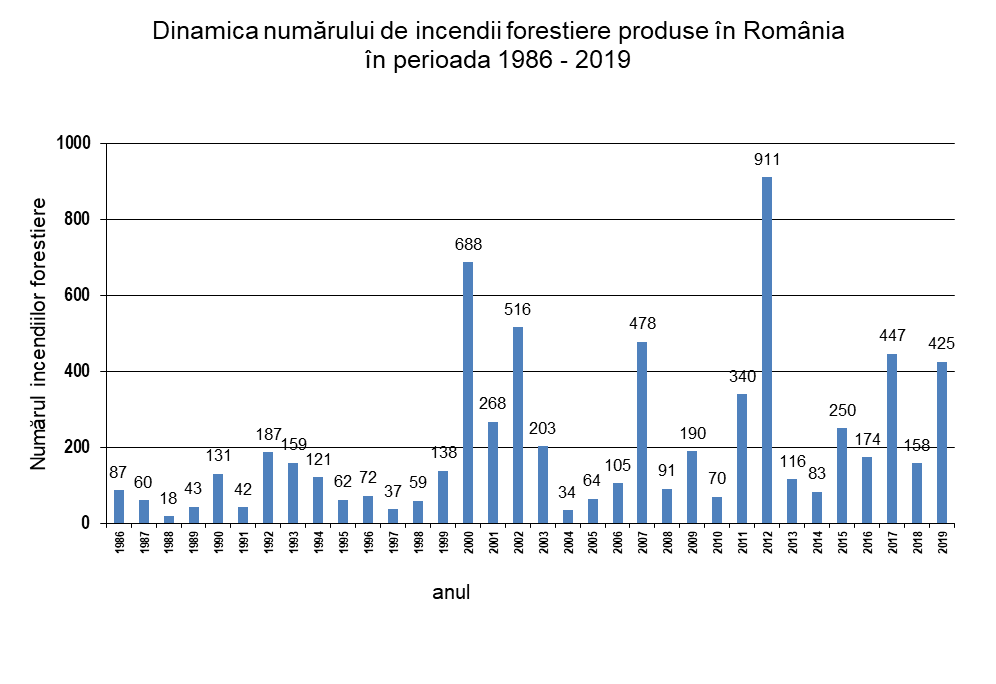 Dinamica numărului de incendii forestiere produse în România
în perioada 1986 - 2019
Numărul incendiilor forestiere
1000
800
600
400
200
0
87 60 18 43 131 42 187 159 121 62 72 37 59 138 688 268 516 203 34 64 105 478 91 190 70 340 911 116 83 250 174 447 158 425
1986 1987 1988 1989 1990 1991 1992 1993 1994 1995 1996 1997 1998 1999 2000 2001 2002 2003 2004 2005 2006 2007 2008 2009 2010 2011 2012 2013 2014 2015 2016 2017 2018 2019
anul